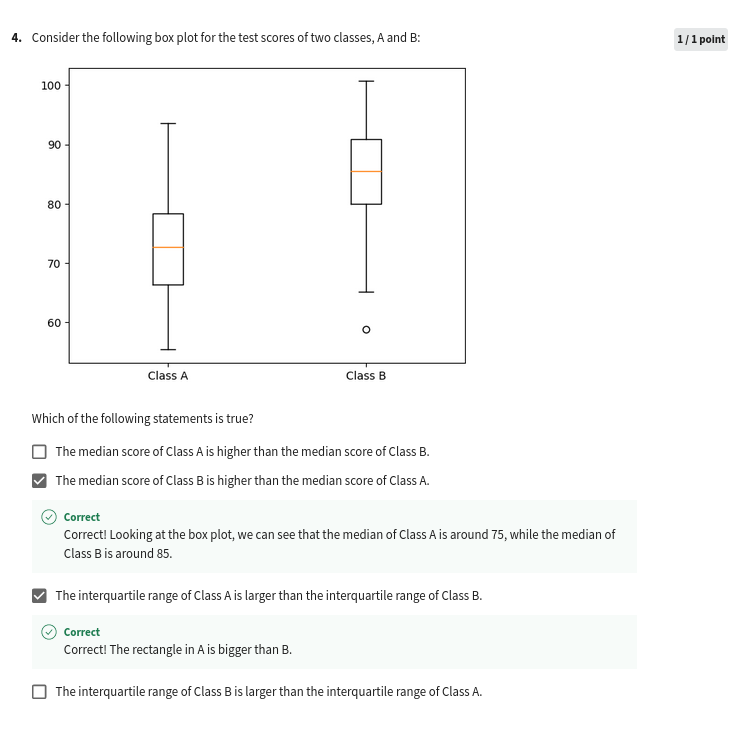 4. Consider the following box plot for the test scores of two classes, A and B:
1 / 1 point
100
90
80
70
60
Class A
Class B
Which of the following statements is true?
The median score of Class A is higher than the median score of Class B.
The median score of Class B is higher than the median score of Class A.
Correct
Correct! Looking at the box plot, we can see that the median of Class A is around 75, while the median of
Class B is around 85.
The interquartile range of Class A is larger than the interquartile range of Class B.
Correct
Correct! The rectangle in A is bigger than B.
The interquartile range of Class B is larger than the interquartile range of Class A.